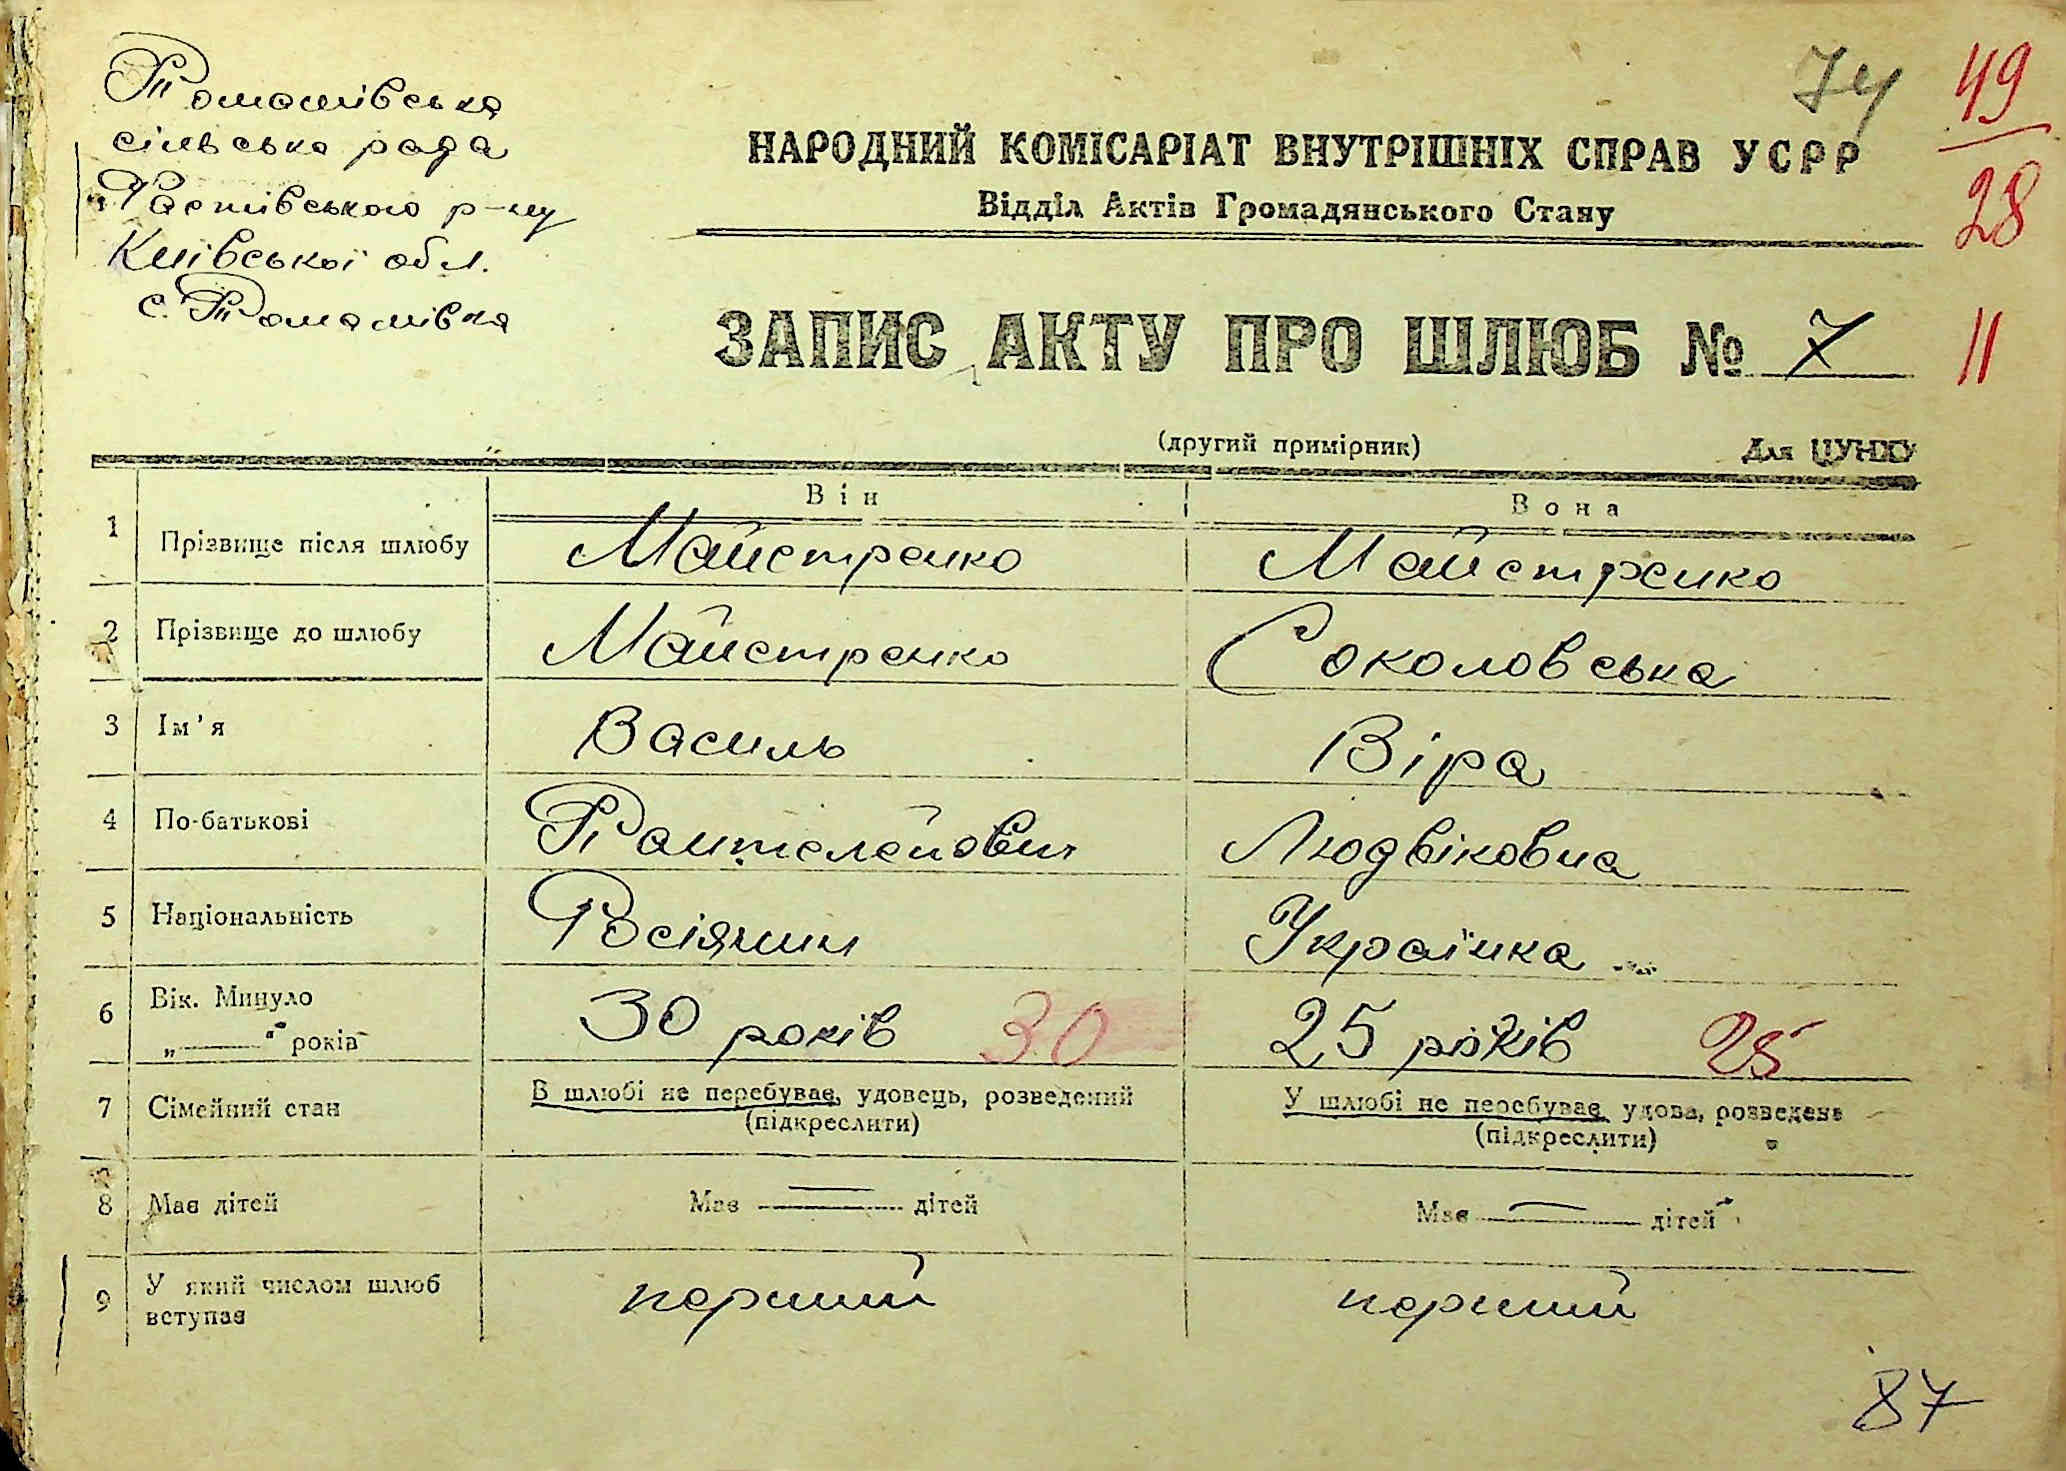 Томашівська
сільська рада
Фастівського р-ну
Київської обл.
с. Томашівка
74
49
28
11
НАРОДНИЙ КОМІСАРІАТ ВНУТРІШНІХ СПРАВ УСРР
Відділ Актів Громадянського Стану
ЗАПИС АКТУ ПРО ШЛЮБ № 7
(другий примірник) Для ЦУНХУ
Він Вона
1 Прізвище після шлюбу Майстренко Майстренко
2 Прізвище до шлюбу Майстренко Соколовська
3 Ім'я Василь Віра
4 По-батькові Пантелейович Людвіковна
5 Національність Росіянин Українка
6 Вік. Минуло „——" років 30 років 30 25 років 25
7 Сімейний стан В шлюбі не перебуває, удовець, розведений У шлюбі не перебуває удова, розведена
(підкреслити) (підкреслити)
8 Має дітей Має — дітей Має — дітей
9 У який числом шлюб вступає перший перший
87